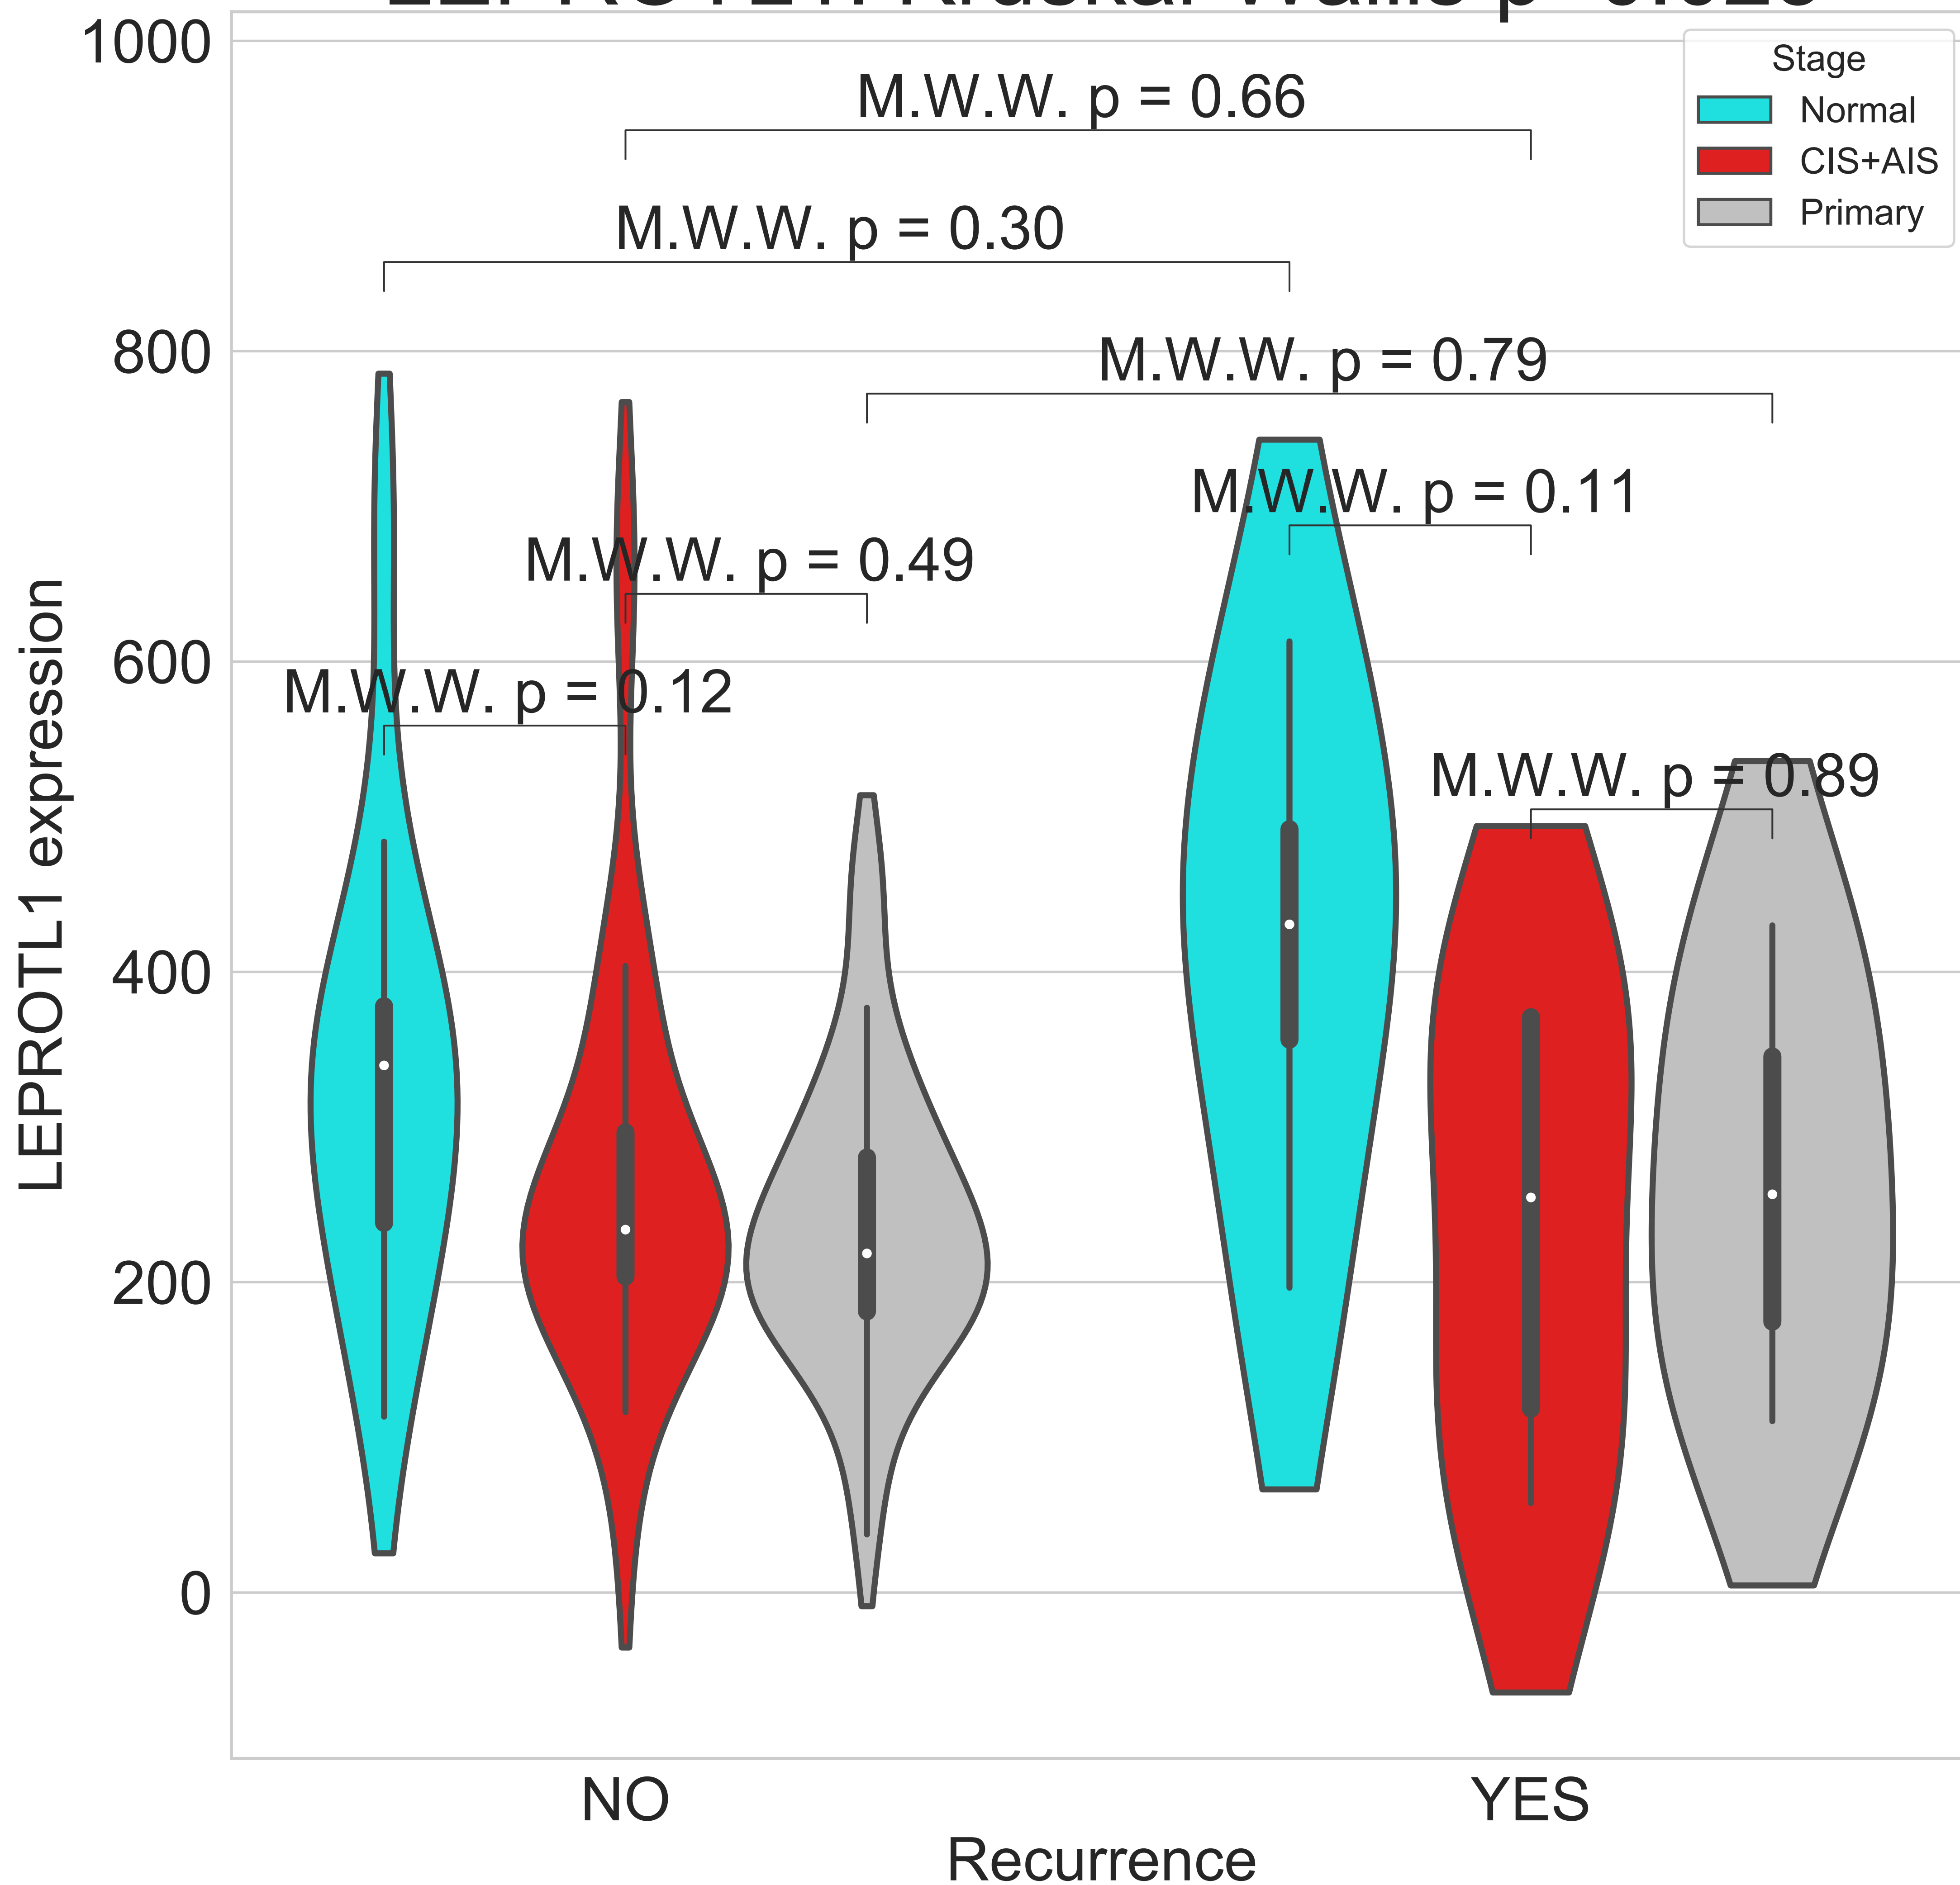 1000
M.W.W. p = 0.66
Stage
Normal
CIS+AIS
Primary
M.W.W. p = 0.30
800
M.W.W. p = 0.79
M.W.W. p = 0.11
M.W.W. p = 0.49
600
M.W.W. p = 0.12
M.W.W. p = 0.89
LEPROTL1 expression
400
200
0
NO
YES
Recurrence